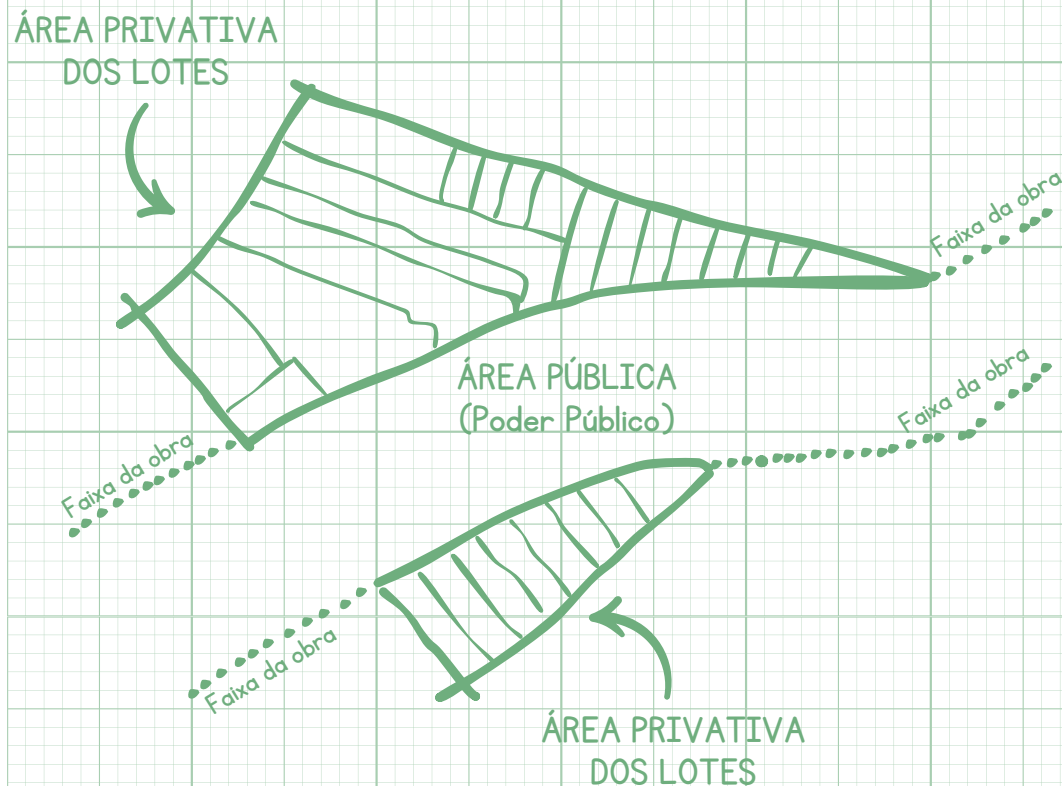 ÁREA PRIVATIVA
DOS LOTES
Faixa da obra
Faixa da obra
ÁREA PÚBLICA
(Poder Público)
Faixa da obra
Faixa da obra
ÁREA PRIVATIVA
DOS LOTES